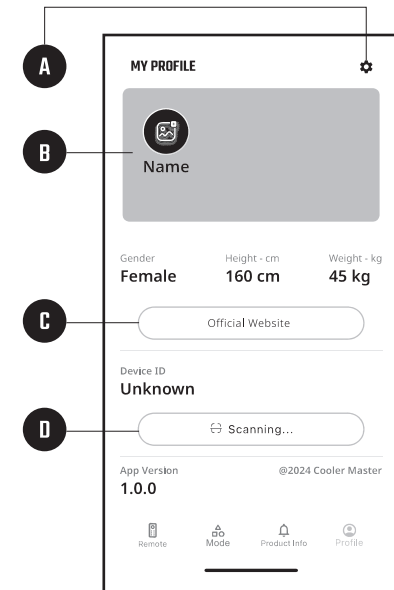 A
MY PROFILE
B
Name
Gender Height - cm Weight - kg
Female 160 cm 45 kg
C
Official Website
Device ID
Unknown
D
Scanning...
App Version @2024 Cooler Master
1.0.0
Remote Mode Product Info Profile